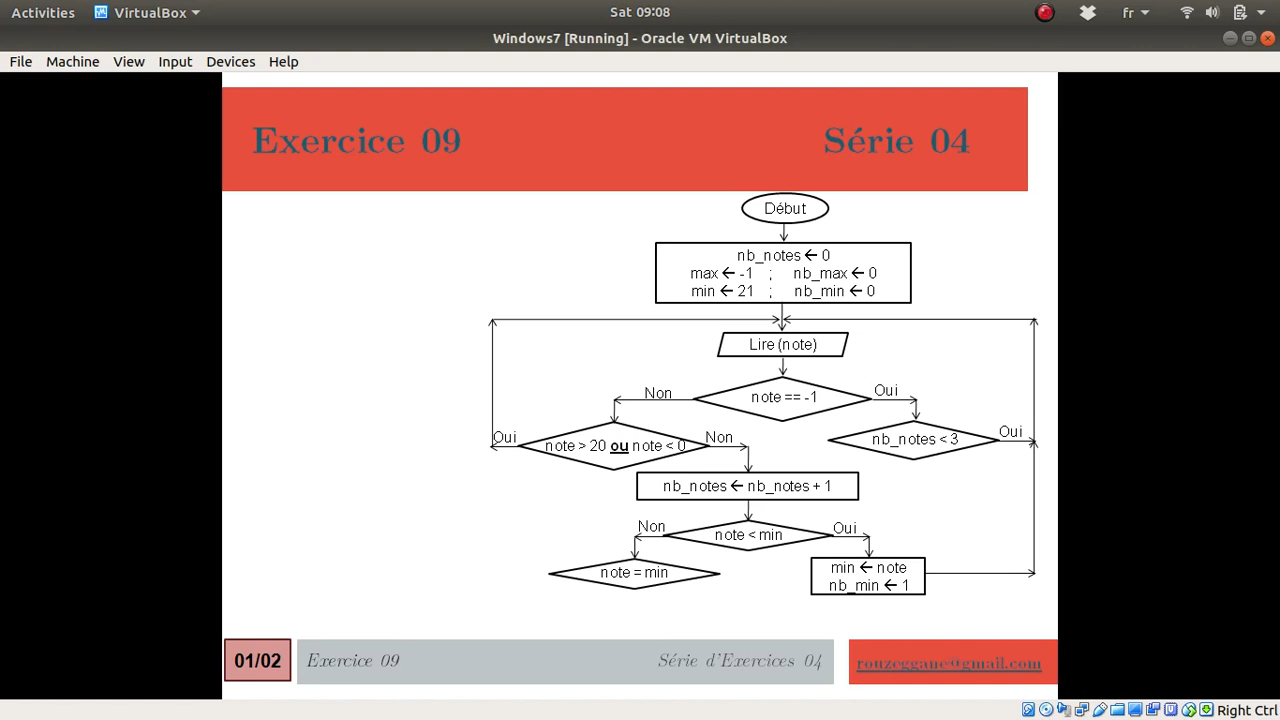 Activities VirtualBox Sat 09:08 fr
Windows7 [Running] - Oracle VM VirtualBox
File Machine View Input Devices Help
Exercice 09 Série 04
Début
nb_notes ← 0
max ← -1 ; nb_max ← 0
min ← 21 ; nb_min ← 0
Lire (note)
Non note == -1 Oui
Oui note > 20 ou note < 0 Non nb_notes < 3 Oui
nb_notes ← nb_notes + 1
Non note < min Oui
note = min min ← note
nb_min ← 1
01/02 Exercice 09 Série d'Exercices 04 rouzeggane@gmail.com
Right Ctrl